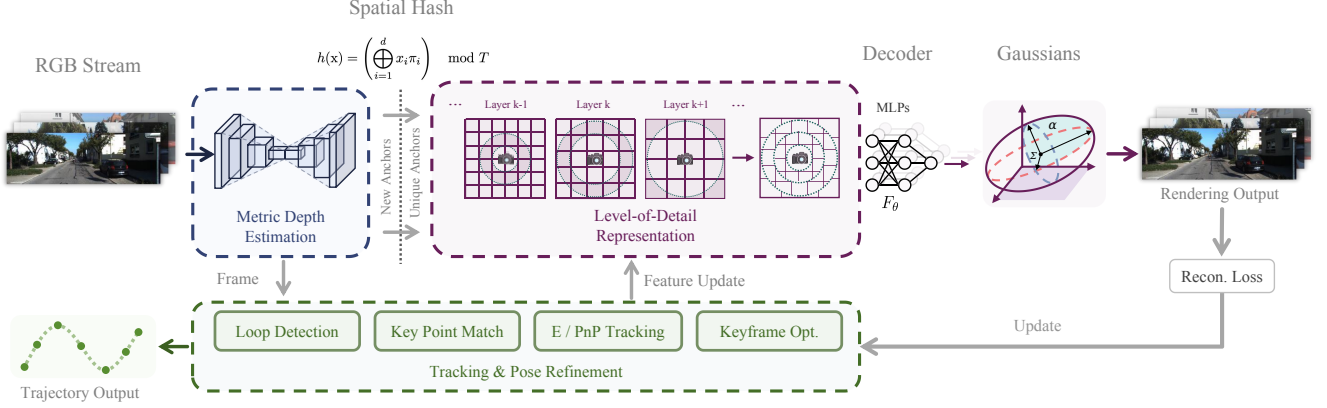 Spatial Hash
h(x) = ( ⊕_{i=1}^{d} x_i π_i ) mod T
RGB Stream
Decoder
Gaussians
New Anchors
Unique Anchors
... Layer k-1 Layer k Layer k+1 ...
MLPs
F_θ
α
Σ
Metric Depth
Estimation
Level-of-Detail
Representation
Rendering Output
Frame
Feature Update
Recon. Loss
Loop Detection
Key Point Match
E / PnP Tracking
Keyframe Opt.
Update
Tracking & Pose Refinement
Trajectory Output